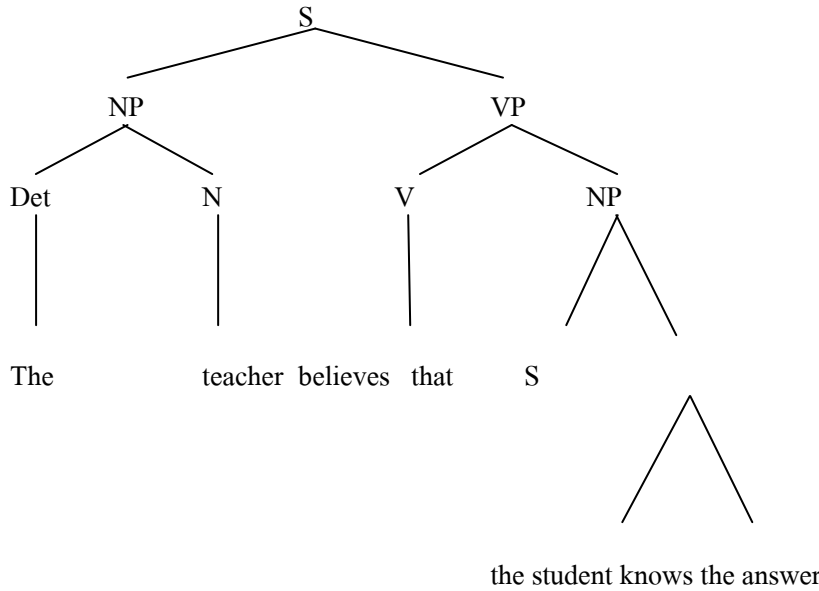 S
NP VP
Det N V NP
The teacher believes that S
the student knows the answer